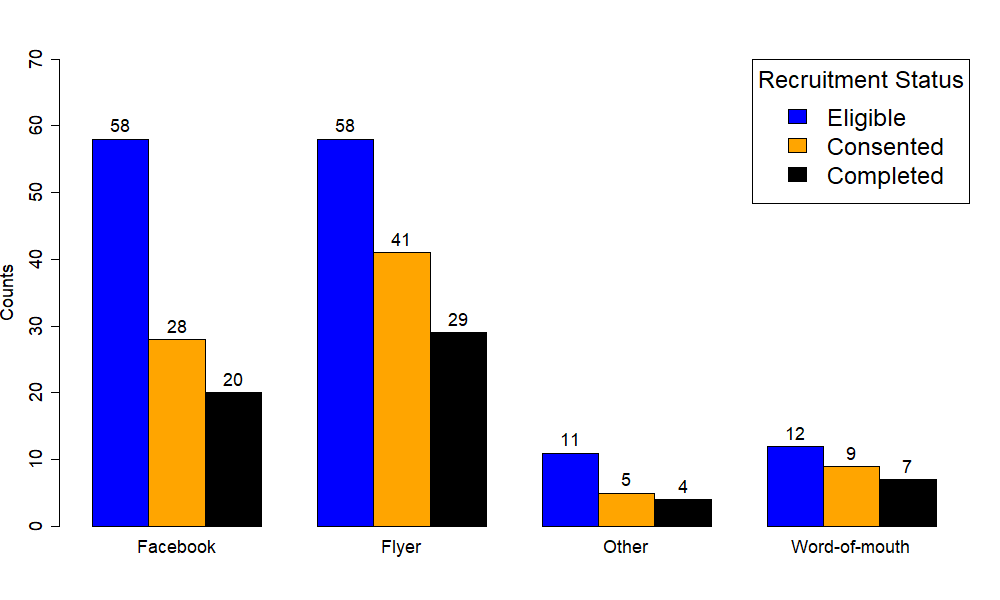 Recruitment Status
Eligible
Consented
Completed
Counts
70
60
50
40
30
20
10
0
58
28
20
58
41
29
11
5
4
12
9
7
Facebook
Flyer
Other
Word-of-mouth